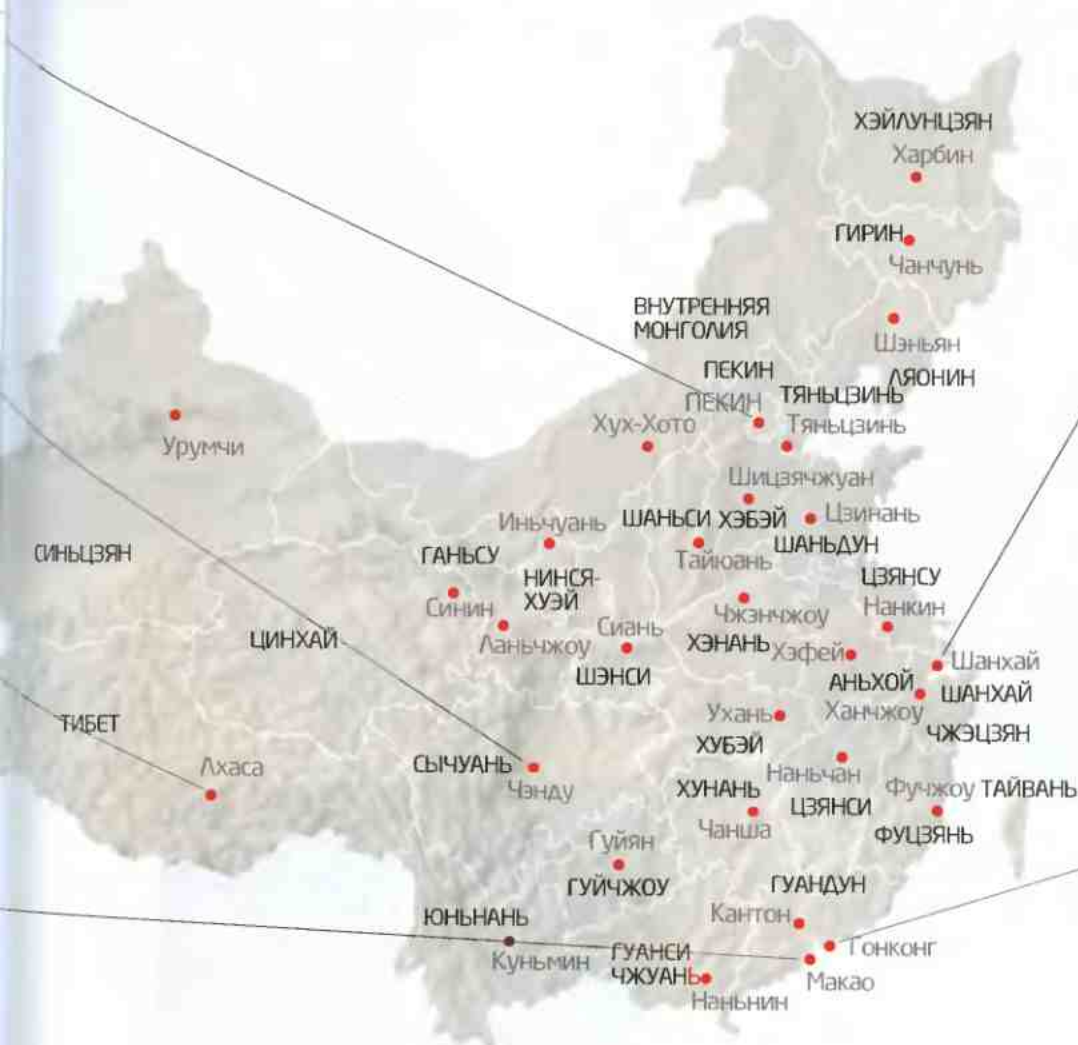 ХЭЙЛУНЦЗЯН
Харбин
ГИРИН
Чанчунь
ВНУТРЕННЯЯ
МОНГОЛИЯ
Шэньян
ЛЯОНИН
ПЕКИН
ПЕКИН
ТЯНЬЦЗИНЬ
Тяньцзинь
Хух-Хото
Урумчи
Шицзячжуан
Иньчуань
ШАНЬСИ
ХЭБЭЙ
Цзинань
ШАНЬДУН
СИНЬЦЗЯН
ГАНЬСУ
Тайюань
НИНСЯ-
ХУЭЙ
ЦЗЯНСУ
Синин
Чжэнчжоу
Нанкин
ЦИНХАЙ
Ланьчжоу
Сиань
ХЭНАНЬ
Хэфей
Шанхай
ШЭНСИ
АНЬХОЙ
ШАНХАЙ
ТИБЕТ
Ухань
Ханчжоу
ЧЖЭЦЗЯН
ХУБЭЙ
Лхаса
СЫЧУАНЬ
Чэнду
Наньчан
ХУНАНЬ
Фучжоу
ТАЙВАНЬ
ЦЗЯНСИ
Чанша
ФУЦЗЯНЬ
Гуйян
ГУЙЧЖОУ
ГУАНДУН
ЮНЬНАНЬ
Кантон
Куньмин
ГУАНСИ
ЧЖУАНЬ
Гонконг
Макао
Наньнин